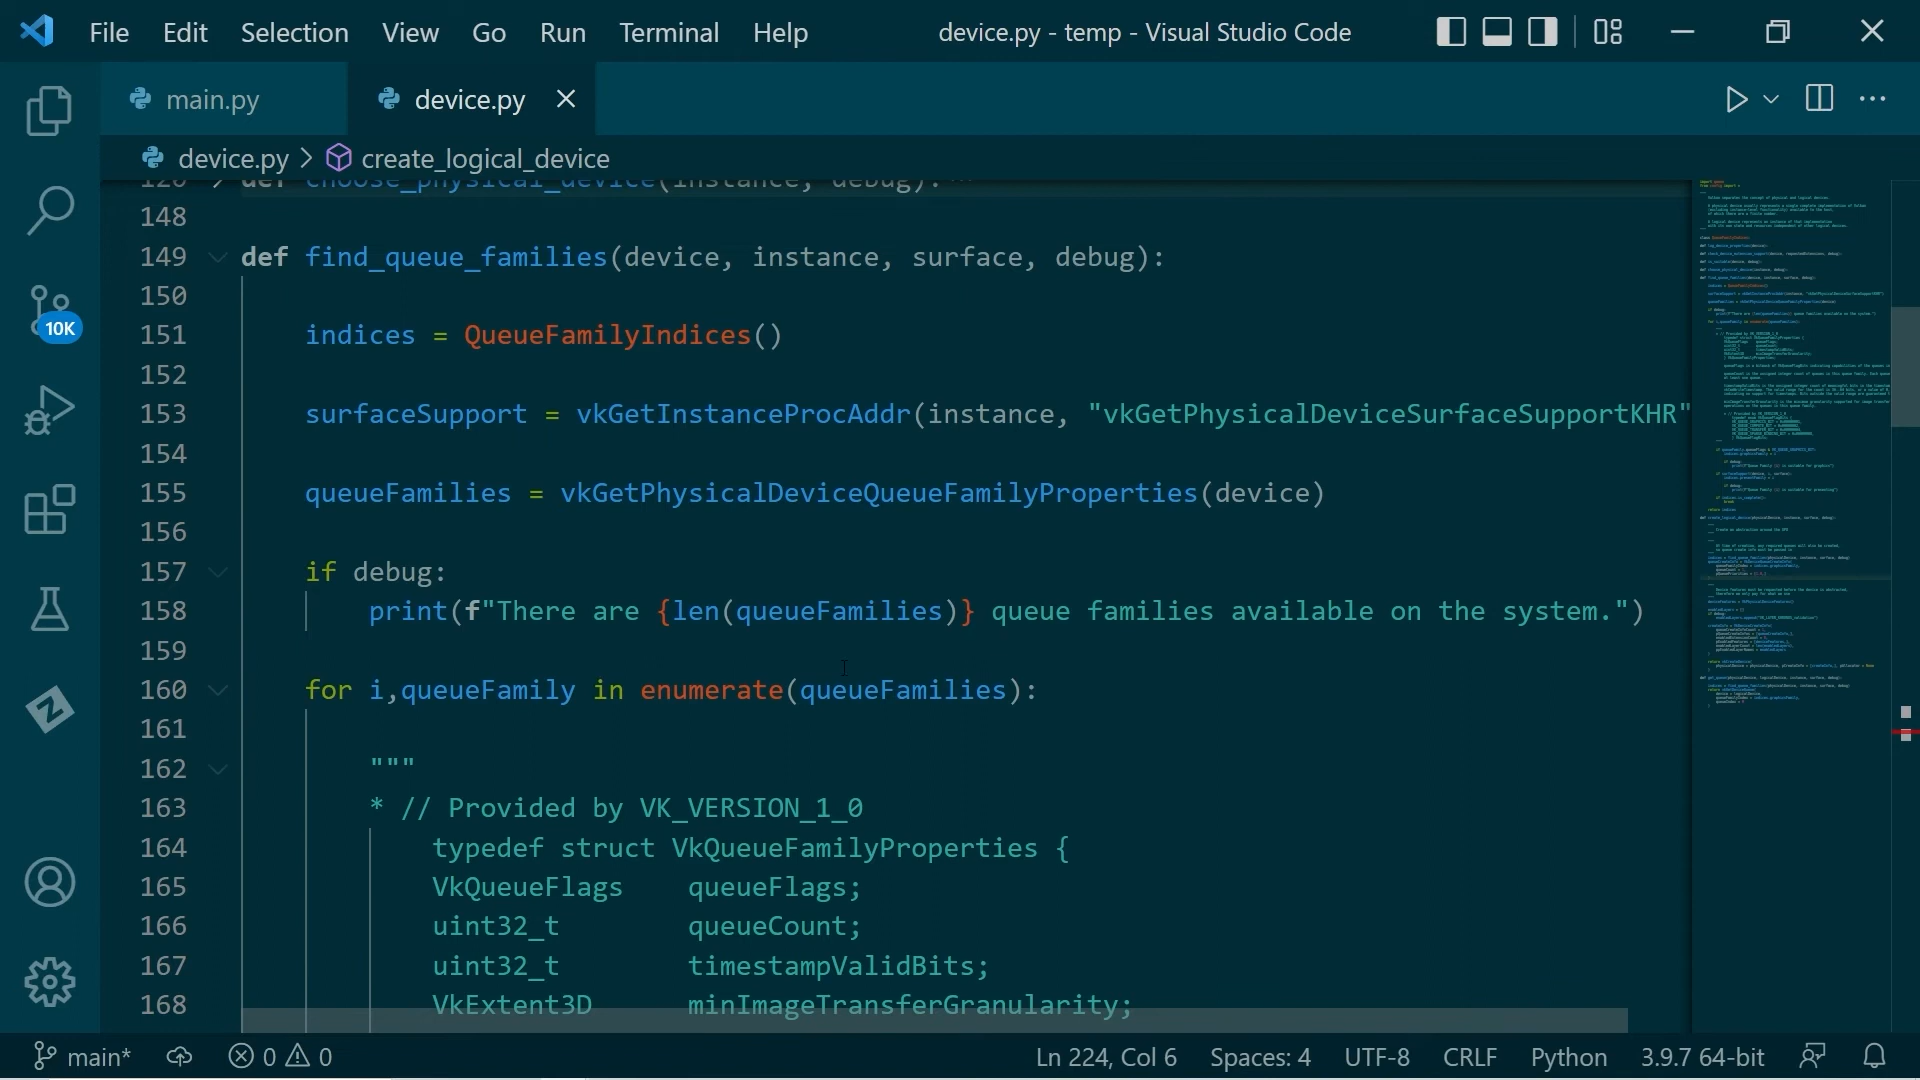 File Edit Selection View Go Run Terminal Help device.py - temp - Visual Studio Code
main.py device.py
device.py > create_logical_device
120 def choose_physical_device(instance, debug):
148
149 def find_queue_families(device, instance, surface, debug):
150
151 indices = QueueFamilyIndices()
152
153 surfaceSupport = vkGetInstanceProcAddr(instance, "vkGetPhysicalDeviceSurfaceSupportKHR"
154
155 queueFamilies = vkGetPhysicalDeviceQueueFamilyProperties(device)
156
157 if debug:
158 print(f"There are {len(queueFamilies)} queue families available on the system.")
159
160 for i,queueFamily in enumerate(queueFamilies):
161
162 """
163 * // Provided by VK_VERSION_1_0
164 typedef struct VkQueueFamilyProperties {
165 VkQueueFlags queueFlags;
166 uint32_t queueCount;
167 uint32_t timestampValidBits;
168 VkExtent3D minImageTransferGranularity;
10K
main* 0 0 Ln 224, Col 6 Spaces: 4 UTF-8 CRLF Python 3.9.7 64-bit